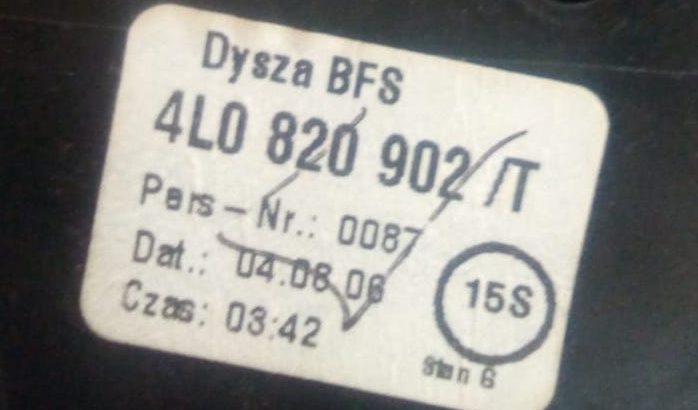 Dysza BFS
4L0 820 902 /T
Pers-Nr.: 0087
Dat.: 04.08.06
Czas: 03:42
15S
Stan G